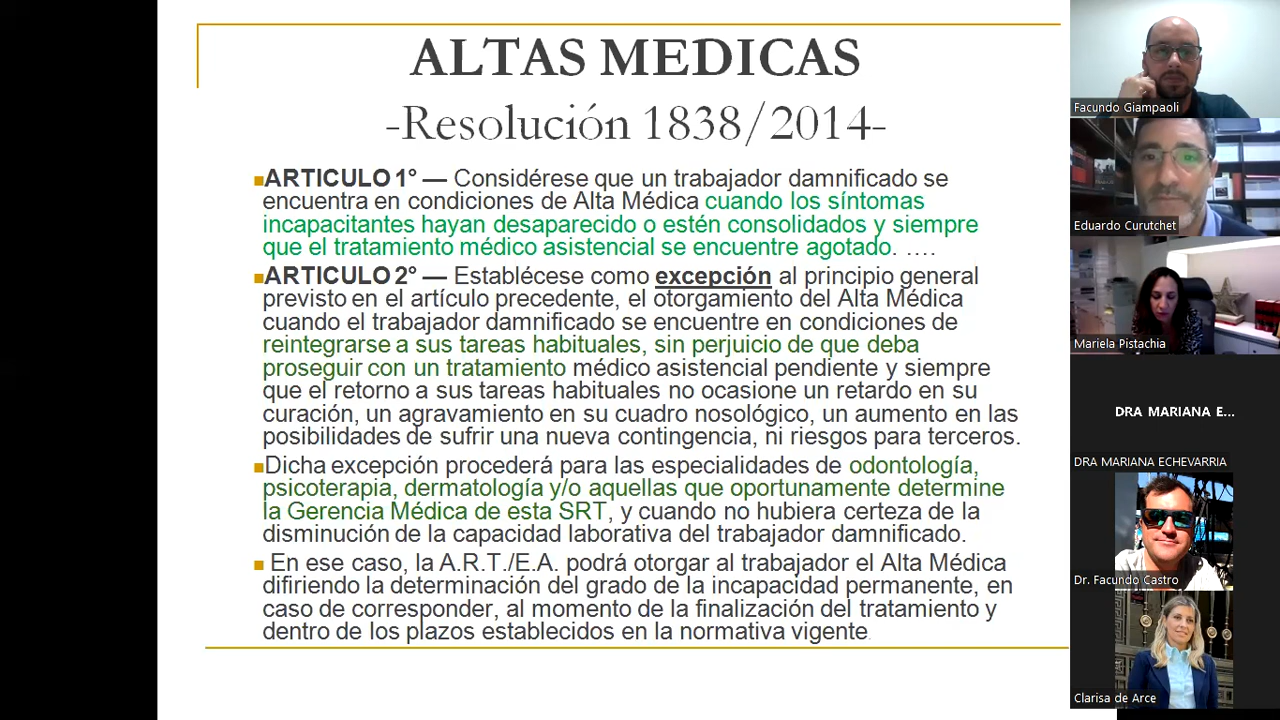 ALTAS MEDICAS
-Resolución 1838/2014-
ARTICULO 1° — Considérese que un trabajador damnificado se
encuentra en condiciones de Alta Médica cuando los síntomas
incapacitantes hayan desaparecido o estén consolidados y siempre
que el tratamiento médico asistencial se encuentre agotado. ….
ARTICULO 2° — Establécese como excepción al principio general
previsto en el artículo precedente, el otorgamiento del Alta Médica
cuando el trabajador damnificado se encuentre en condiciones de
reintegrarse a sus tareas habituales, sin perjuicio de que deba
proseguir con un tratamiento médico asistencial pendiente y siempre
que el retorno a sus tareas habituales no ocasione un retardo en su
curación, un agravamiento en su cuadro nosológico, un aumento en las
posibilidades de sufrir una nueva contingencia, ni riesgos para terceros.
Dicha excepción procederá para las especialidades de odontología,
psicoterapia, dermatología y/o aquellas que oportunamente determine
la Gerencia Médica de esta SRT, y cuando no hubiera certeza de la
disminución de la capacidad laborativa del trabajador damnificado.
En ese caso, la A.R.T./E.A. podrá otorgar al trabajador el Alta Médica
difiriendo la determinación del grado de la incapacidad permanente, en
caso de corresponder, al momento de la finalización del tratamiento y
dentro de los plazos establecidos en la normativa vigente.
Facundo Giampaoli
Eduardo Curutchet
Mariela Pistachia
DRA MARIANA E...
DRA MARIANA ECHEVARRIA
Dr. Facundo Castro
Clarisa de Arce